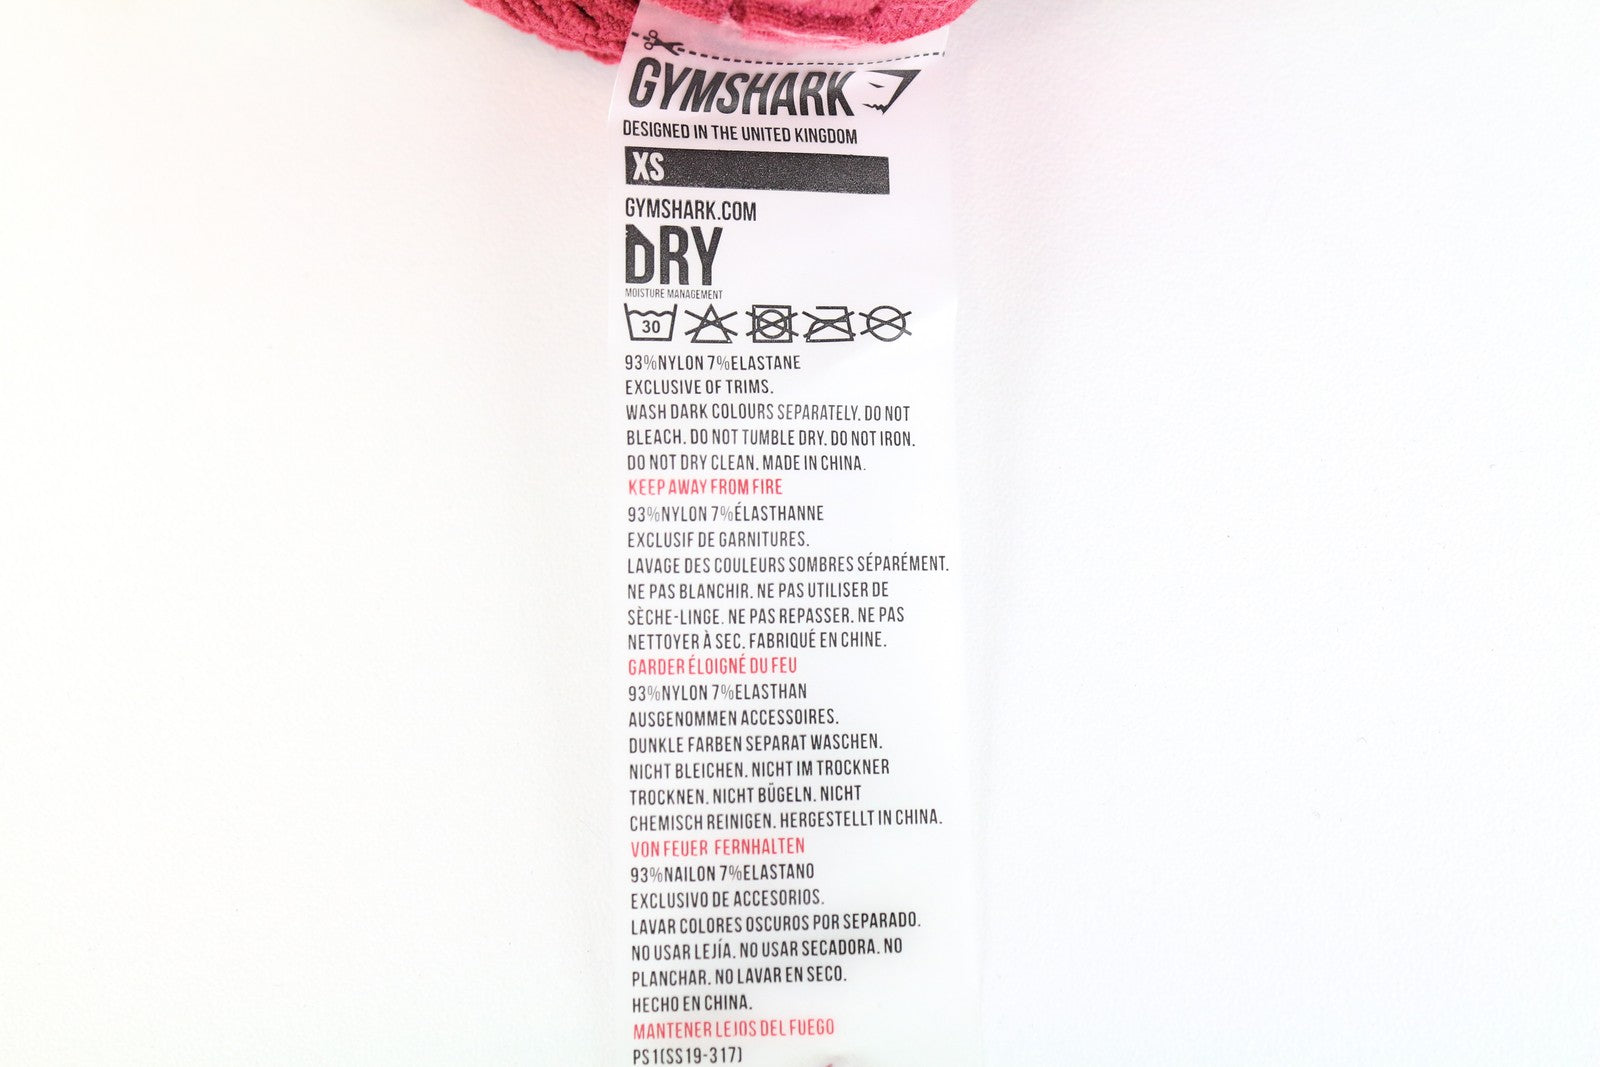 GYMSHARK
DESIGNED IN THE UNITED KINGDOM
XS
GYMSHARK.COM
DRY
MOISTURE MANAGEMENT
30
93%NYLON 7%ELASTANE
EXCLUSIVE OF TRIMS.
WASH DARK COLOURS SEPARATELY. DO NOT
BLEACH. DO NOT TUMBLE DRY. DO NOT IRON.
DO NOT DRY CLEAN. MADE IN CHINA.
KEEP AWAY FROM FIRE
93%NYLON 7%ÉLASTHANNE
EXCLUSIF DE GARNITURES.
LAVAGE DES COULEURS SOMBRES SÉPARÉMENT.
NE PAS BLANCHIR. NE PAS UTILISER DE
SÈCHE-LINGE. NE PAS REPASSER. NE PAS
NETTOYER À SEC. FABRIQUÉ EN CHINE.
GARDER ÉLOIGNÉ DU FEU
93%NYLON 7%ELASTHAN
AUSGENOMMEN ACCESSOIRES.
DUNKLE FARBEN SEPARAT WASCHEN.
NICHT BLEICHEN. NICHT IM TROCKNER
TROCKNEN. NICHT BÜGELN. NICHT
CHEMISCH REINIGEN. HERGESTELLT IN CHINA.
VON FEUER FERNHALTEN
93%NAILON 7%ELASTANO
EXCLUSIVO DE ACCESORIOS.
LAVAR COLORES OSCUROS POR SEPARADO.
NO USAR LEJÍA. NO USAR SECADORA. NO
PLANCHAR. NO LAVAR EN SECO.
HECHO EN CHINA.
MANTENER LEJOS DEL FUEGO
PS1(SS19-317)